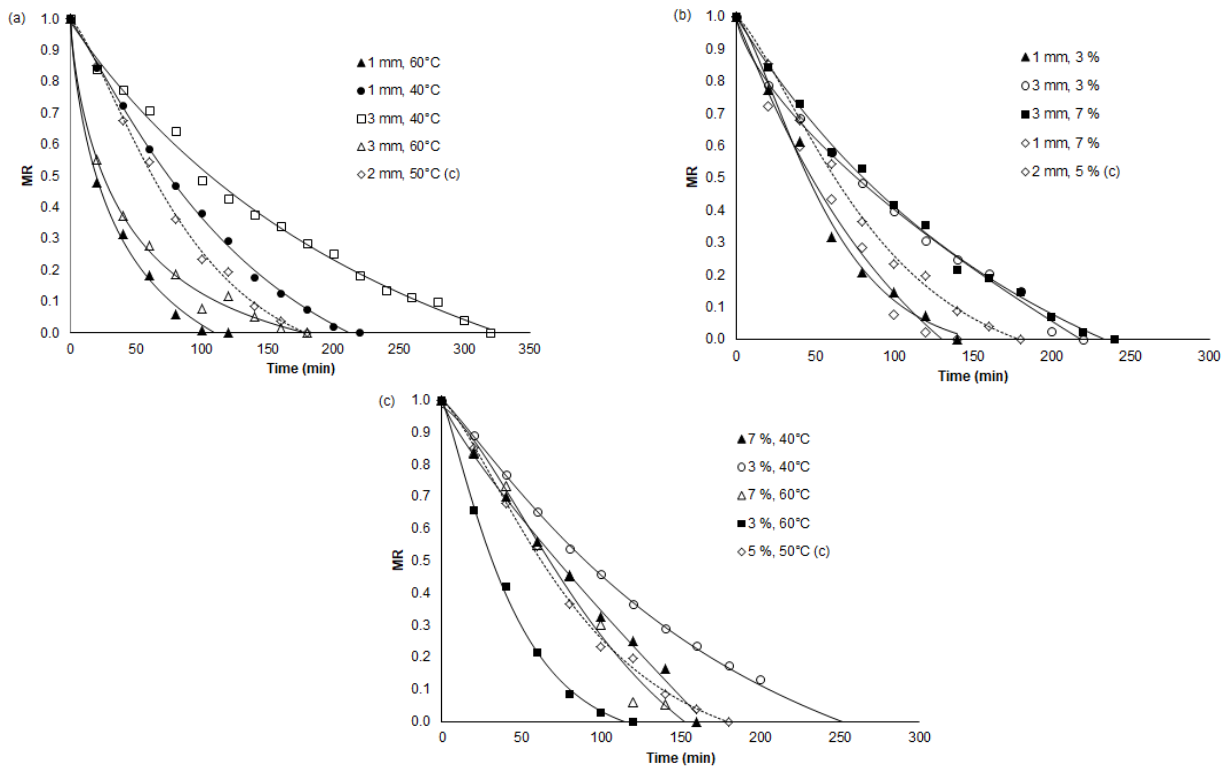 (a)
1.0
0.9
0.8
0.7
0.6
0.5
0.4
0.3
0.2
0.1
0.0
MR
0 50 100 150 200 250 300 350
Time (min)
1 mm, 60°C
1 mm, 40°C
3 mm, 40°C
3 mm, 60°C
2 mm, 50°C (c)
(b)
1.0
0.9
0.8
0.7
0.6
0.5
0.4
0.3
0.2
0.1
0.0
MR
0 50 100 150 200 250 300
Time (min)
1 mm, 3 %
3 mm, 3 %
3 mm, 7 %
1 mm, 7 %
2 mm, 5 % (c)
(c)
1.0
0.9
0.8
0.7
0.6
0.5
0.4
0.3
0.2
0.1
0.0
MR
0 50 100 150 200 250 300
Time (min)
7 %, 40°C
3 %, 40°C
7 %, 60°C
3 %, 60°C
5 %, 50°C (c)